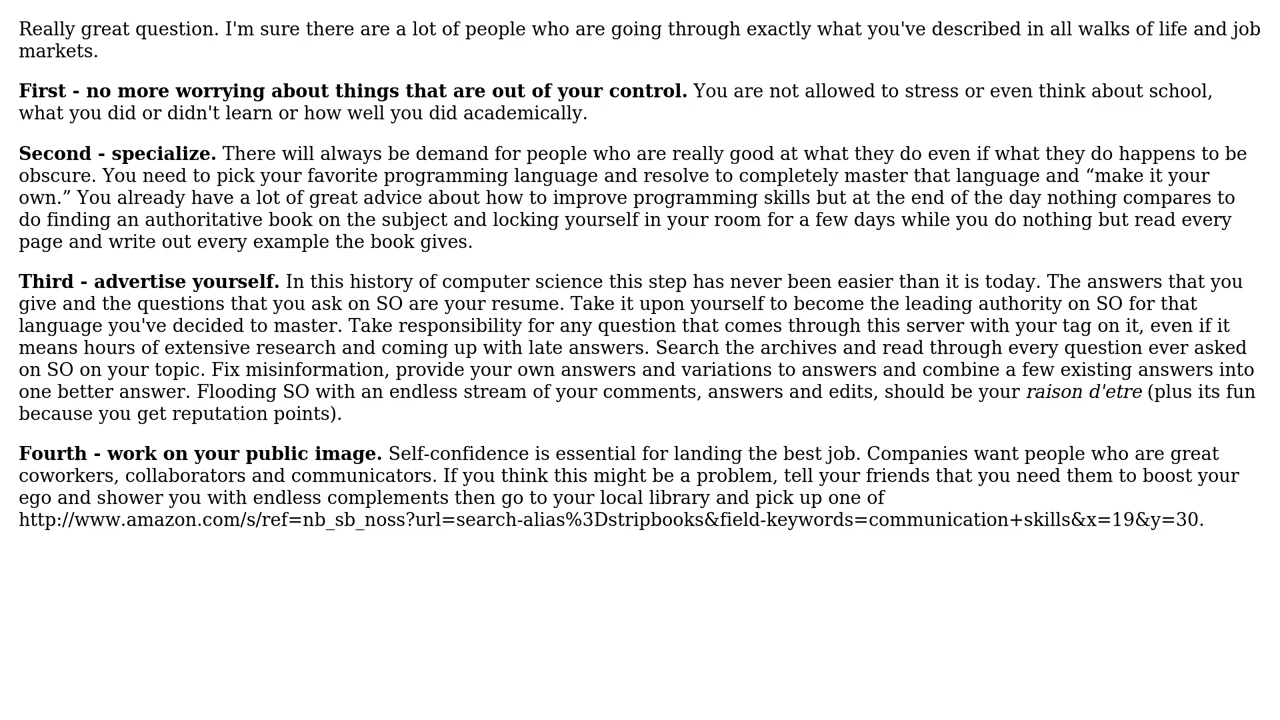 Really great question. I'm sure there are a lot of people who are going through exactly what you've described in all walks of life and job
markets.
First - no more worrying about things that are out of your control. You are not allowed to stress or even think about school,
what you did or didn't learn or how well you did academically.
Second - specialize. There will always be demand for people who are really good at what they do even if what they do happens to be
obscure. You need to pick your favorite programming language and resolve to completely master that language and “make it your
own.” You already have a lot of great advice about how to improve programming skills but at the end of the day nothing compares to
do finding an authoritative book on the subject and locking yourself in your room for a few days while you do nothing but read every
page and write out every example the book gives.
Third - advertise yourself. In this history of computer science this step has never been easier than it is today. The answers that you
give and the questions that you ask on SO are your resume. Take it upon yourself to become the leading authority on SO for that
language you've decided to master. Take responsibility for any question that comes through this server with your tag on it, even if it
means hours of extensive research and coming up with late answers. Search the archives and read through every question ever asked
on SO on your topic. Fix misinformation, provide your own answers and variations to answers and combine a few existing answers into
one better answer. Flooding SO with an endless stream of your comments, answers and edits, should be your raison d'etre (plus its fun
because you get reputation points).
Fourth - work on your public image. Self-confidence is essential for landing the best job. Companies want people who are great
coworkers, collaborators and communicators. If you think this might be a problem, tell your friends that you need them to boost your
ego and shower you with endless complements then go to your local library and pick up one of
http://www.amazon.com/s/ref=nb_sb_noss?url=search-alias%3Dstripbooks&field-keywords=communication+skills&x=19&y=30.